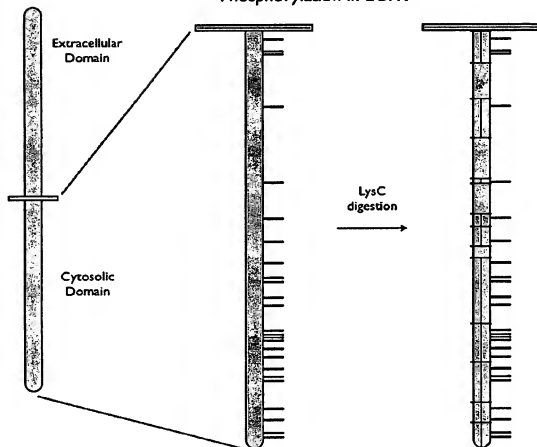 Extracellular
Domain
Cytosolic
Domain
LysC
digestion